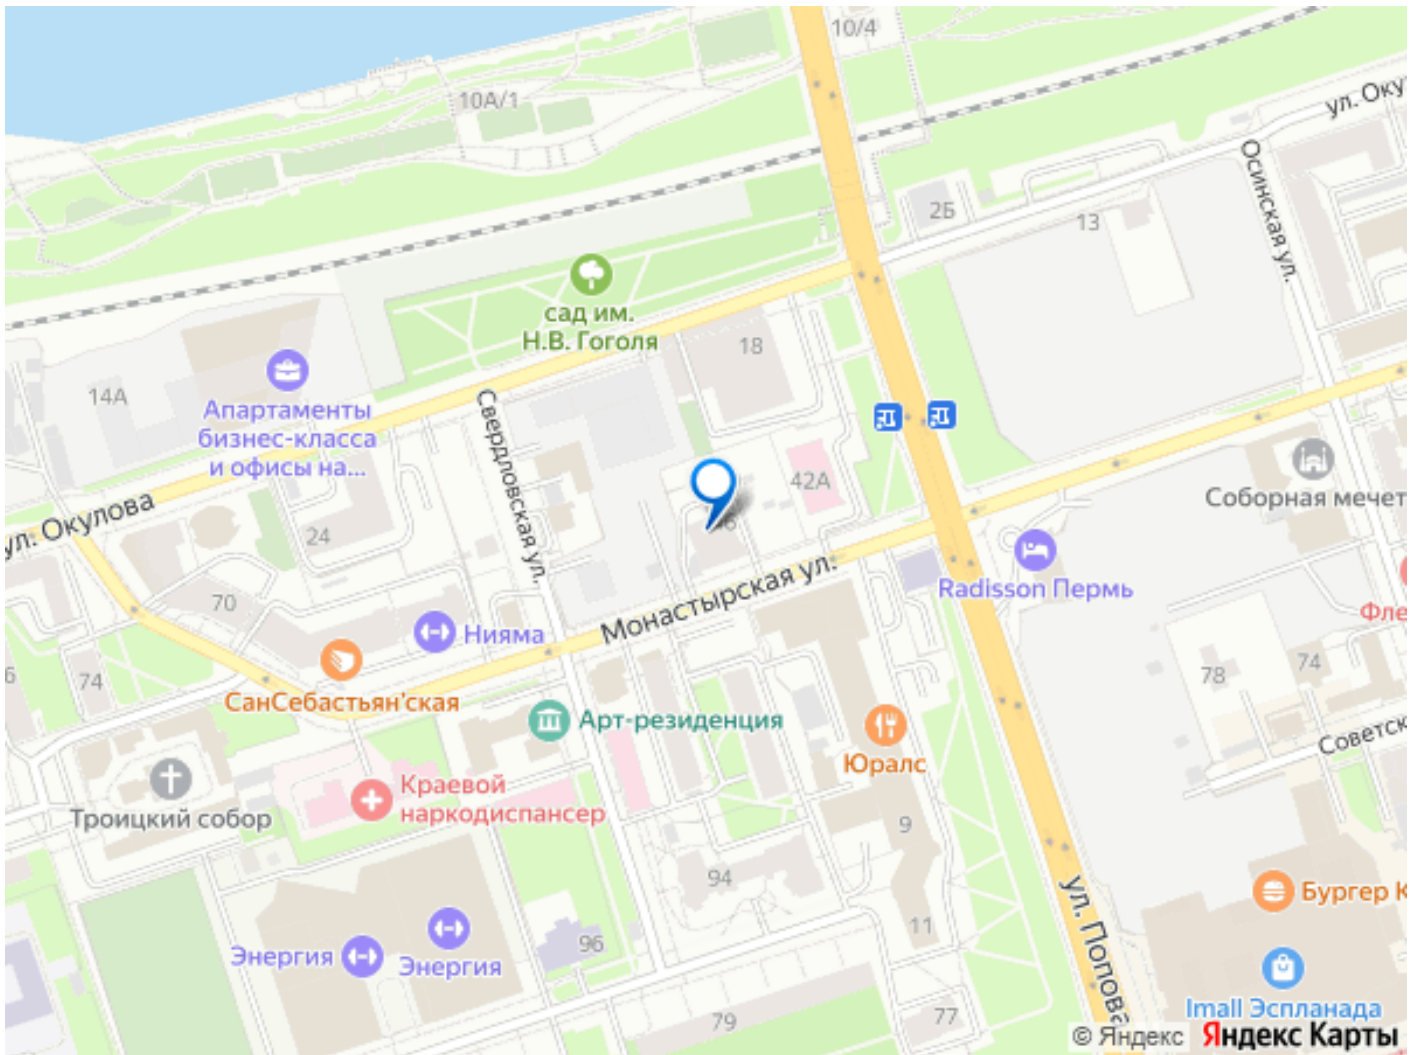 10/4
10А/1
ул. Оку
Осинская ул.
2Б
13
сад им.
Н.В. Гоголя
18
14А
Апартаменты
бизнес-класса
и офисы на...
Свердловская ул.
42А
Соборная мечет
ул. Окулова
24
Radisson Пермь
Монастырская ул.
70
Нияма
Фле
74
СанСебастьян'ская
78
74
Арт-резиденция
Юралс
Советск
Краевой
наркодиспансер
Троицкий собор
9
94
Бургер К
ул. Попова
11
96
Энергия
Энергия
Imall Эспланада
79
77
© Яндекс Яндекс Карты